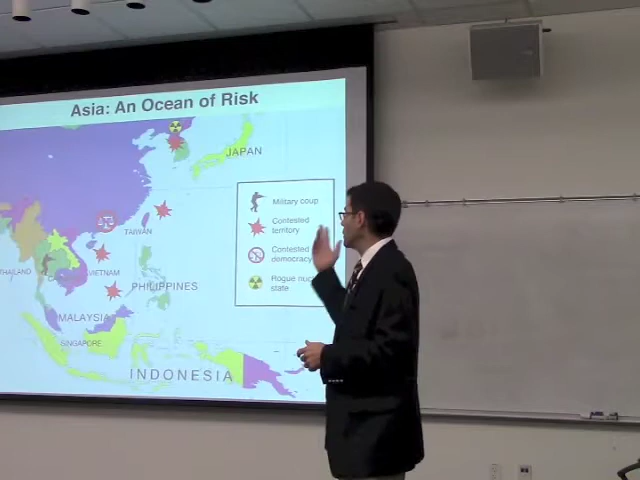 Asia: An Ocean of Risk
JAPAN
Military coup
Contested
territory
TAIWAN
Contested
democracy
THAILAND
VIETNAM
Rogue
state
PHILIPPINES
MALAYSIA
SINGAPORE
INDONESIA